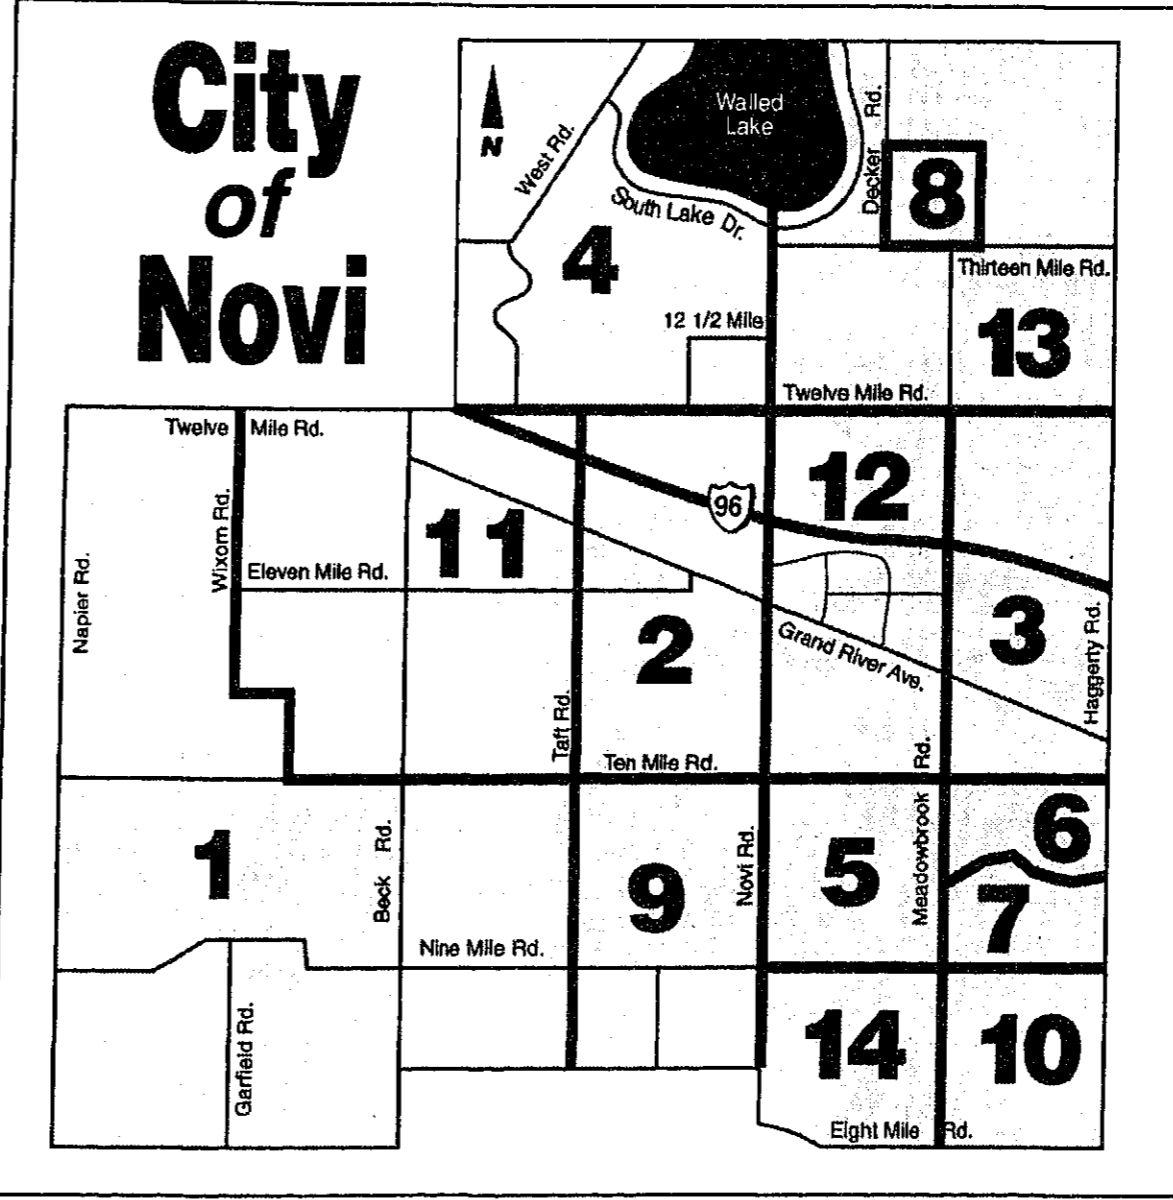 City
of
Novi
N
West Rd.
Walled
Lake
South Lake Dr.
Decker Rd.
8
4
Thirteen Mile Rd.
12 1/2 Mile
13
Twelve Mile Rd.
Twelve Mile Rd.
Wixom Rd.
Napier Rd.
11
96
12
Eleven Mile Rd.
2
3
Grand River Ave.
Haggerty Rd.
Taft Rd.
Ten Mile Rd.
1
Beck Rd.
9
Novi Rd.
5
Meadowbrook Rd.
6
7
Nine Mile Rd.
Garfield Rd.
14
10
Eight Mile Rd.